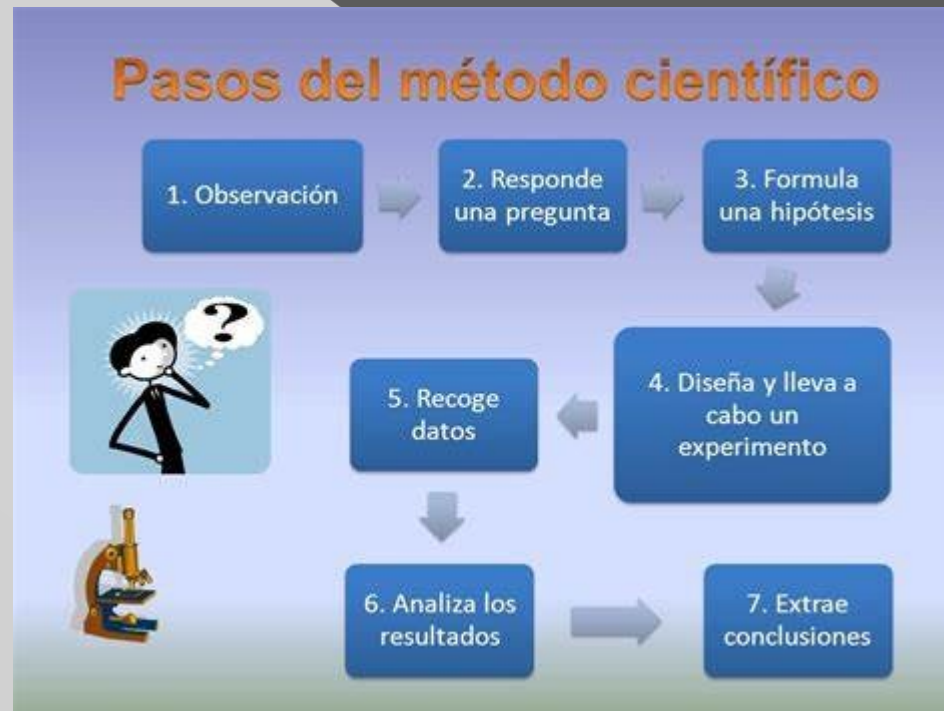 Pasos del método científico
1. Observación
2. Responde
una pregunta
3. Formula
una hipótesis
4. Diseña y lleva a
cabo un
experimento
5. Recoge
datos
6. Analiza los
resultados
7. Extrae
conclusiones
?